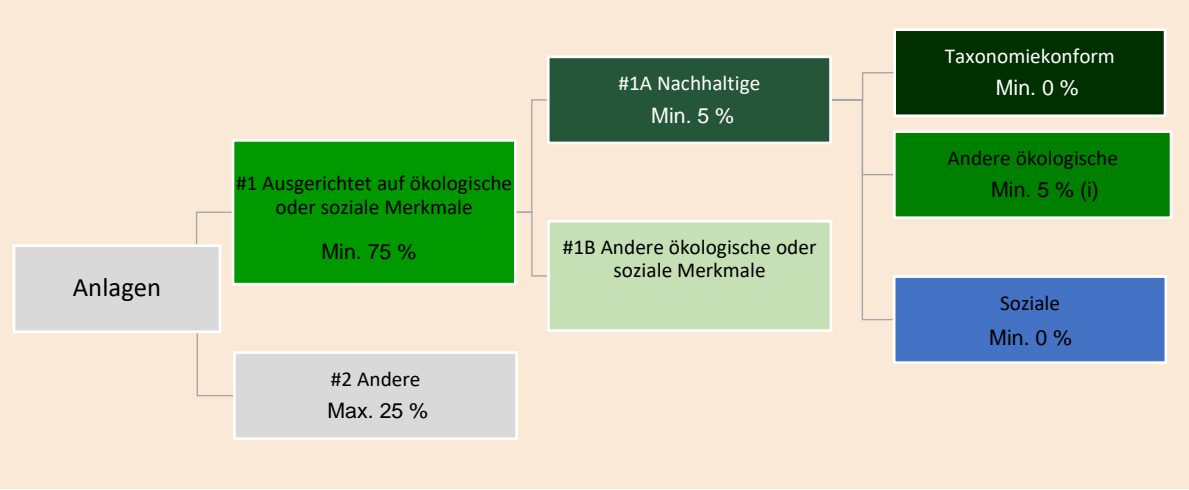 Anlagen
#1 Ausgerichtet auf ökologische
oder soziale Merkmale
Min. 75 %
#2 Andere
Max. 25 %
#1A Nachhaltige
Min. 5 %
#1B Andere ökologische oder
soziale Merkmale
Taxonomiekonform
Min. 0 %
Andere ökologische
Min. 5 % (i)
Soziale
Min. 0 %